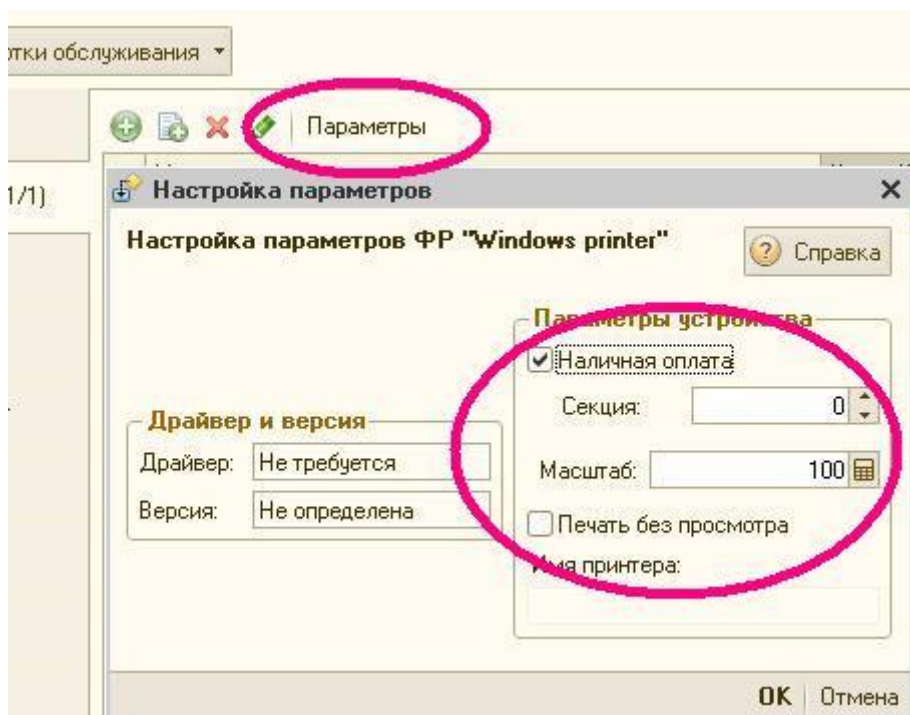 отки обслуживания
Параметры
1/1)
Настройка параметров
Настройка параметров ФР "Windows printer"
Справка
Параметры устройства
Наличная оплата
Секция: 0
Драйвер и версия
Масштаб: 100
Драйвер: Не требуется
Версия: Не определена
Печать без просмотра
Имя принтера:
ОК Отмена